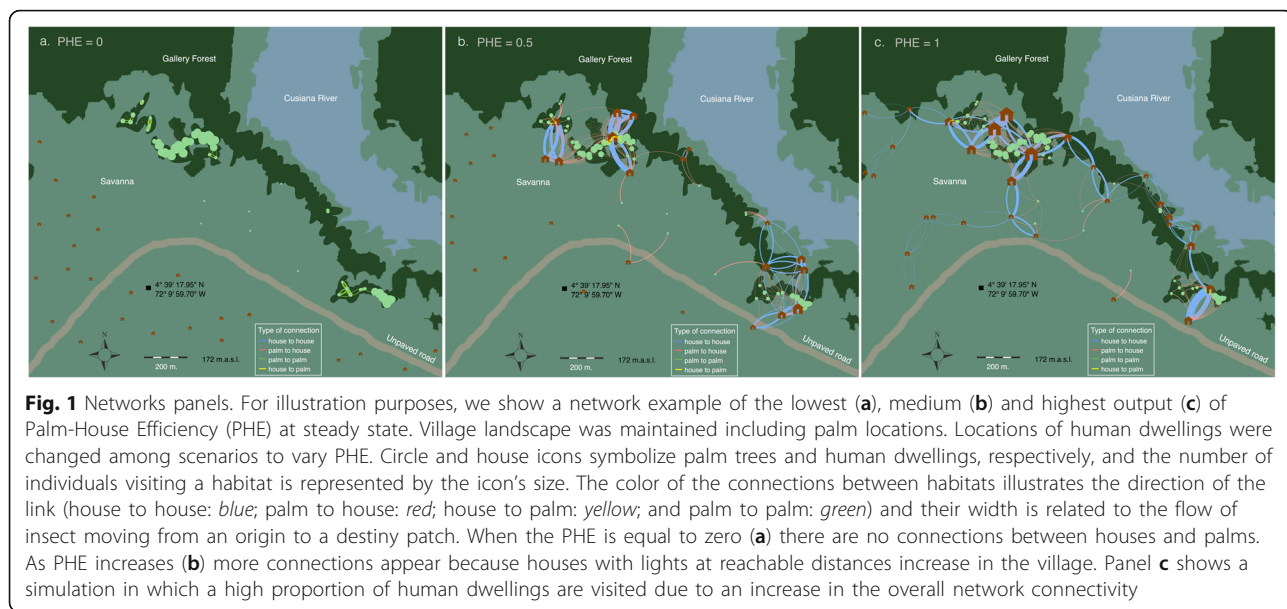 a. PHE = 0
Gallery Forest
Cusiana River
Savanna
4° 39' 17.95" N
72° 9' 59.70" W
N
200 m.
172 m.a.s.l.
Type of connection
house to house
palm to house
palm to palm
house to palm
Unpaved road
b. PHE = 0.5
Gallery Forest
Cusiana River
Savanna
4° 39' 17.95" N
72° 9' 59.70" W
N
200 m.
172 m.a.s.l.
Type of connection
house to house
palm to house
palm to palm
house to palm
Unpaved road
c. PHE = 1
Gallery Forest
Cusiana River
Savanna
4° 39' 17.95" N
72° 9' 59.70" W
N
200 m.
172 m.a.s.l.
Type of connection
house to house
palm to house
palm to palm
house to palm
Unpaved road
Fig. 1 Networks panels. For illustration purposes, we show a network example of the lowest (a), medium (b) and highest output (c) of
Palm-House Efficiency (PHE) at steady state. Village landscape was maintained including palm locations. Locations of human dwellings were
changed among scenarios to vary PHE. Circle and house icons symbolize palm trees and human dwellings, respectively, and the number of
individuals visiting a habitat is represented by the icon's size. The color of the connections between habitats illustrates the direction of the
link (house to house: blue; palm to house: red; house to palm: yellow; and palm to palm: green) and their width is related to the flow of
insect moving from an origin to a destiny patch. When the PHE is equal to zero (a) there are no connections between houses and palms.
As PHE increases (b) more connections appear because houses with lights at reachable distances increase in the village. Panel c shows a
simulation in which a high proportion of human dwellings are visited due to an increase in the overall network connectivity